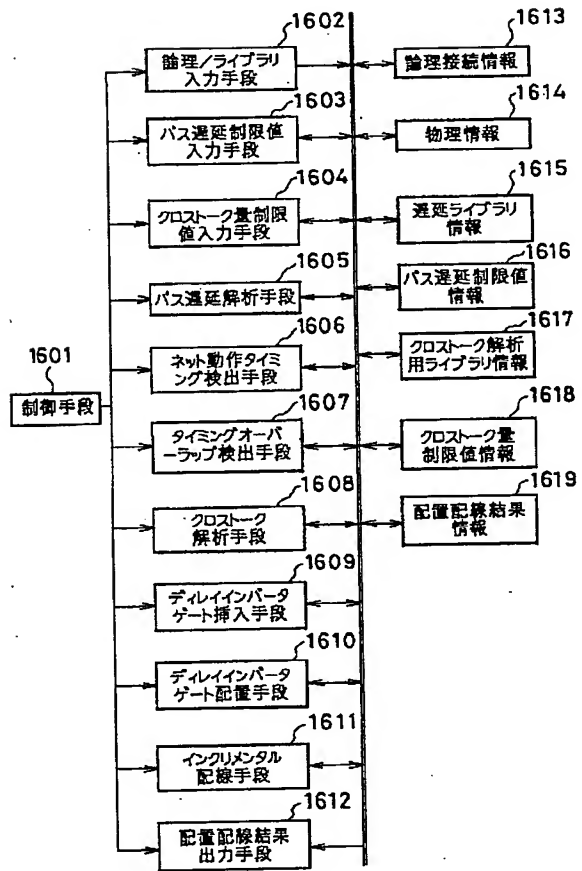 1602
論理/ライブラリ
入力手段
1603
パス遅延制限値
入力手段
1604
クロストーク量制限
値入力手段
1605
パス遅延解析手段
1606
ネット動作タイミ
ング検出手段
1601
制御手段
1607
タイミングオーバ
ーラップ検出手段
1608
クロストーク
解析手段
1609
ディレイインバータ
ゲート挿入手段
1610
ディレイインバータ
ゲート配置手段
1611
インクリメンタル
配線手段
1612
配置配線結果
出力手段
1613
論理接続情報
1614
物理情報
1615
遅延ライブラリ
情報
1616
パス遅延制限値
情報
1617
クロストーク解析
用ライブラリ情報
1618
クロストーク量
制限値情報
1619
配置配線結果
情報